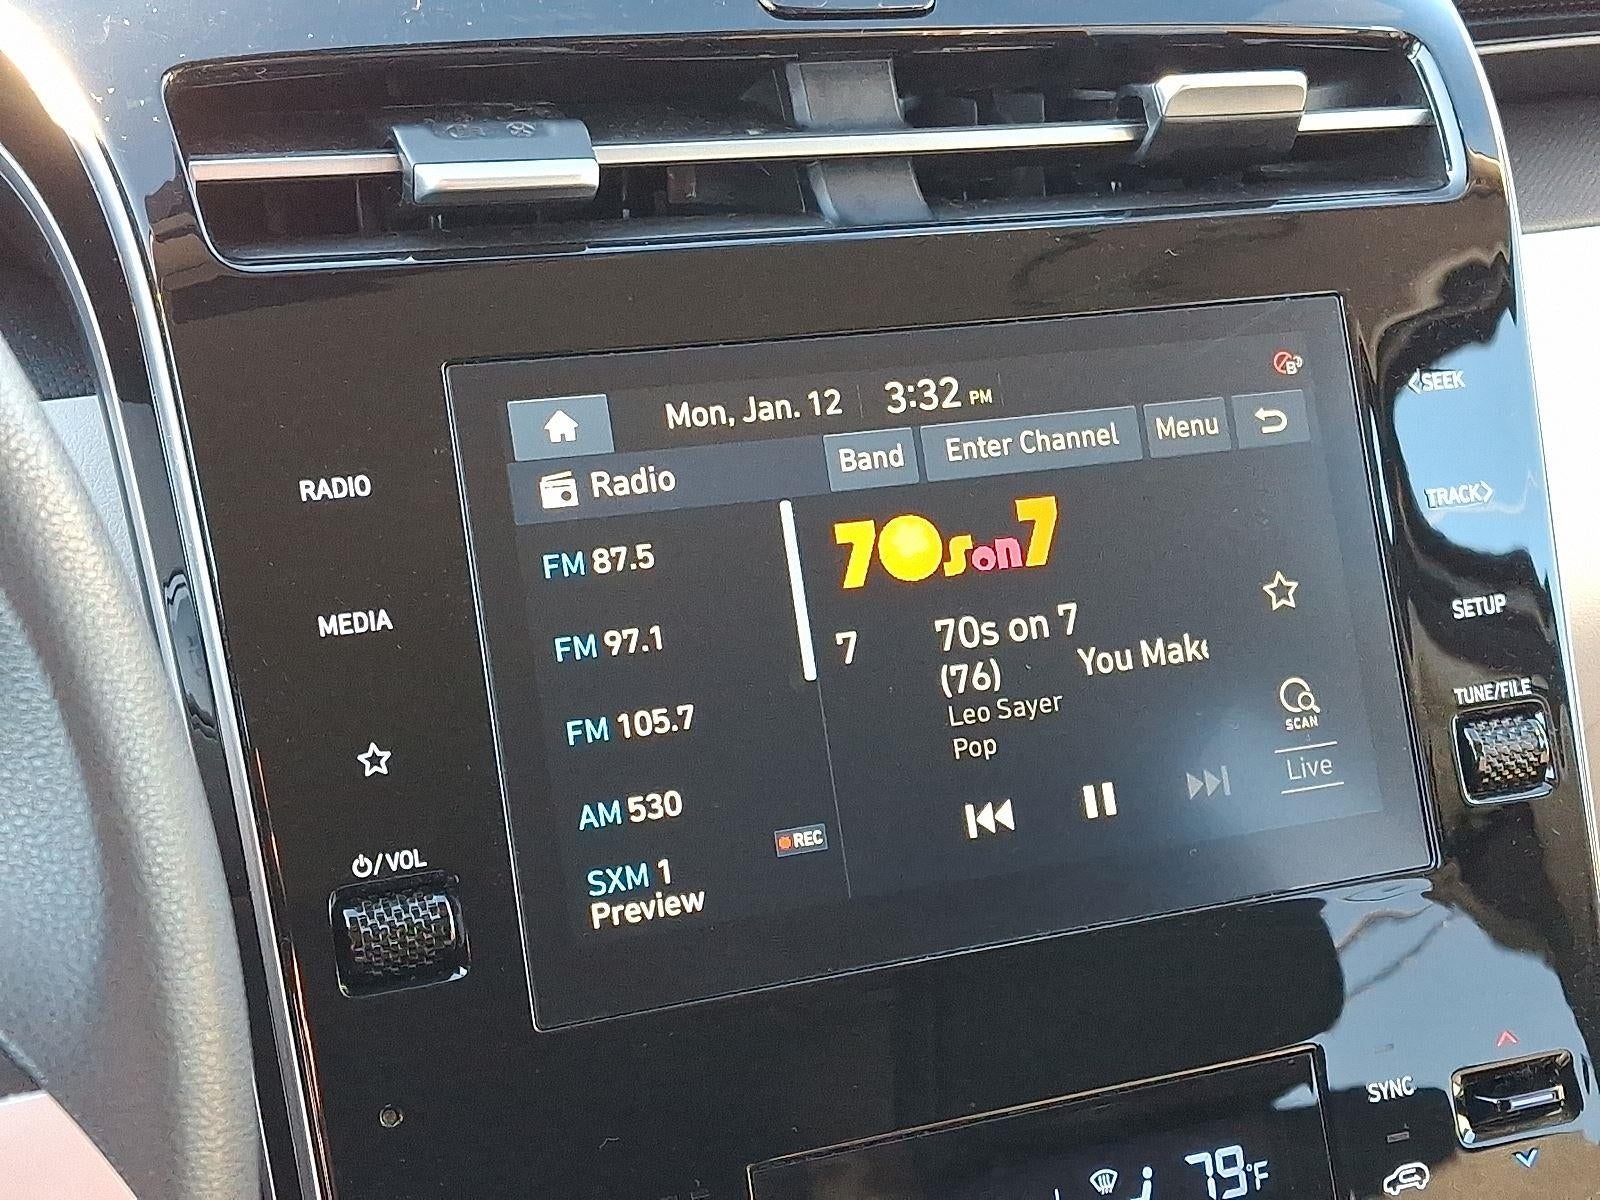 Mon, Jan. 12 3:32 PM
Radio Band Enter Channel Menu
FM 87.5
FM 97.1
FM 105.7
AM 530
SXM 1
Preview
REC
70s on 7
7 70s on 7
(76) You Make
Leo Sayer
Pop
SCAN
Live
RADIO
MEDIA
/VOL
<SEEK
TRACK>
SETUP
TUNE/FILE
SYNC
79°F